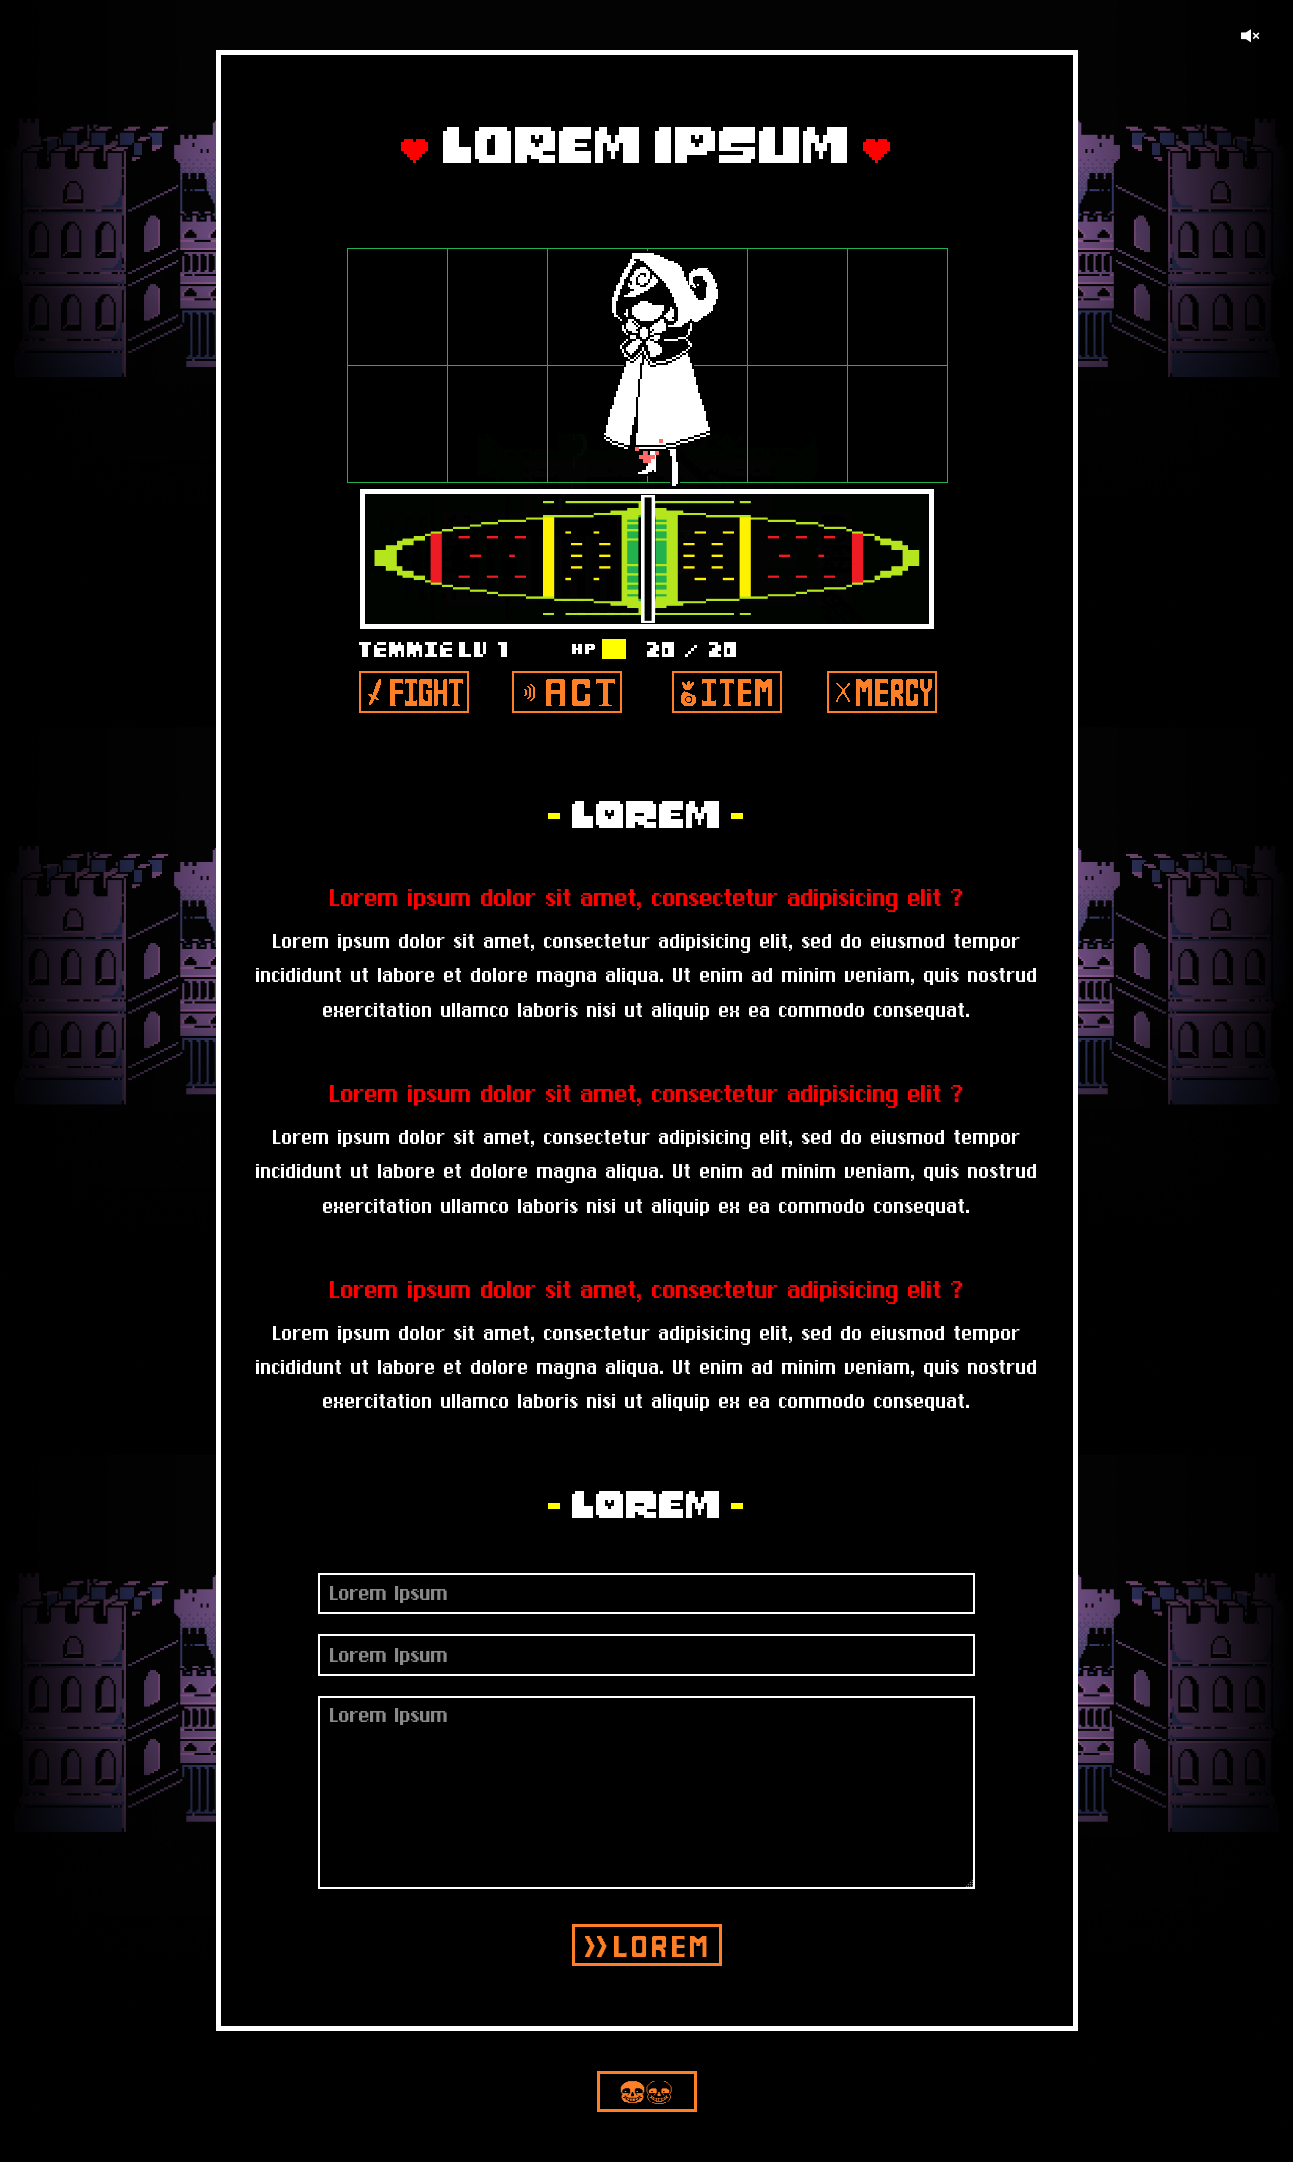 LOREM IPSUM
TEMMIE LV 1 HP 20 / 20
FIGHT ACT ITEM MERCY
- LOREM -
Lorem ipsum dolor sit amet, consectetur adipisicing elit ?
Lorem ipsum dolor sit amet, consectetur adipisicing elit, sed do eiusmod tempor
incididunt ut labore et dolore magna aliqua. Ut enim ad minim veniam, quis nostrud
exercitation ullamco laboris nisi ut aliquip ex ea commodo consequat.
Lorem ipsum dolor sit amet, consectetur adipisicing elit ?
Lorem ipsum dolor sit amet, consectetur adipisicing elit, sed do eiusmod tempor
incididunt ut labore et dolore magna aliqua. Ut enim ad minim veniam, quis nostrud
exercitation ullamco laboris nisi ut aliquip ex ea commodo consequat.
Lorem ipsum dolor sit amet, consectetur adipisicing elit ?
Lorem ipsum dolor sit amet, consectetur adipisicing elit, sed do eiusmod tempor
incididunt ut labore et dolore magna aliqua. Ut enim ad minim veniam, quis nostrud
exercitation ullamco laboris nisi ut aliquip ex ea commodo consequat.
- LOREM -
Lorem Ipsum
Lorem Ipsum
Lorem Ipsum
LOREM